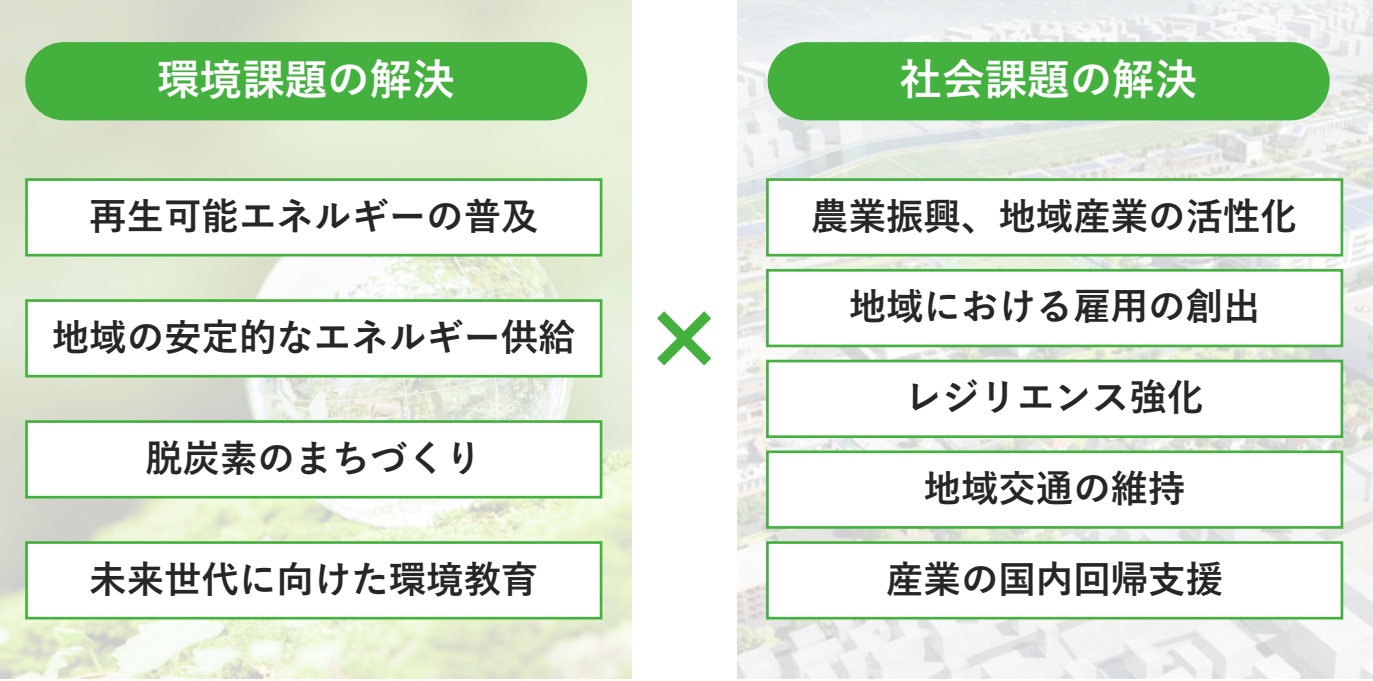 環境課題の解決
再生可能エネルギーの普及
地域の安定的なエネルギー供給
脱炭素のまちづくり
未来世代に向けた環境教育
×
社会課題の解決
農業振興、地域産業の活性化
地域における雇用の創出
レジリエンス強化
地域交通の維持
産業の国内回帰支援